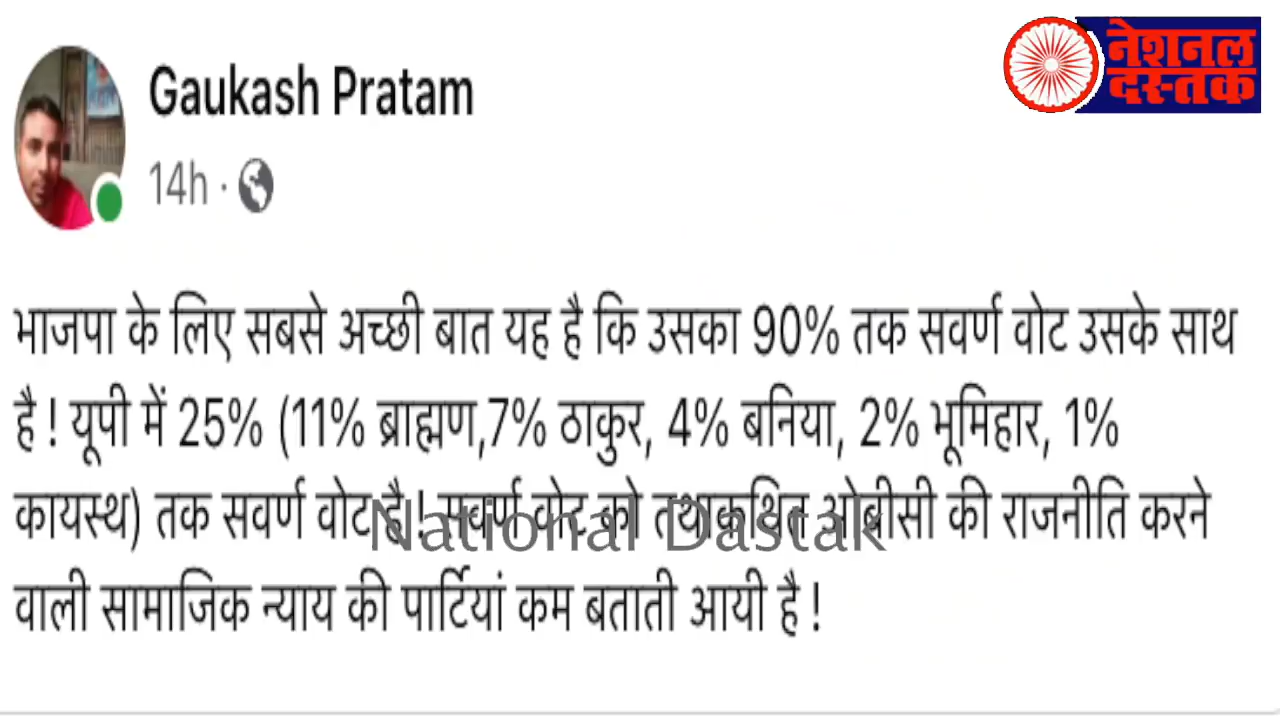 Gaukash Pratam
नेशनल
दस्तक
14h ·
भाजपा के लिए सबसे अच्छी बात यह है कि उसका 90% तक सवर्ण वोट उसके साथ
है ! यूपी में 25% (11% ब्राह्मण,7% ठाकुर, 4% बनिया, 2% भूमिहार, 1%
कायस्थ) तक सवर्ण वोट है ! सवर्ण वोट को तथाकथित ओबीसी की राजनीति करने
National Dastak
वाली सामाजिक न्याय की पार्टियां कम बताती आयी है !